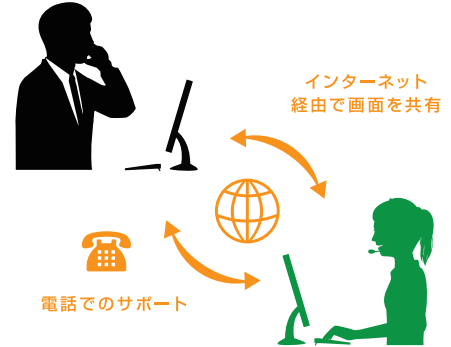 インターネット
経由で画面を共有
電話でのサポート